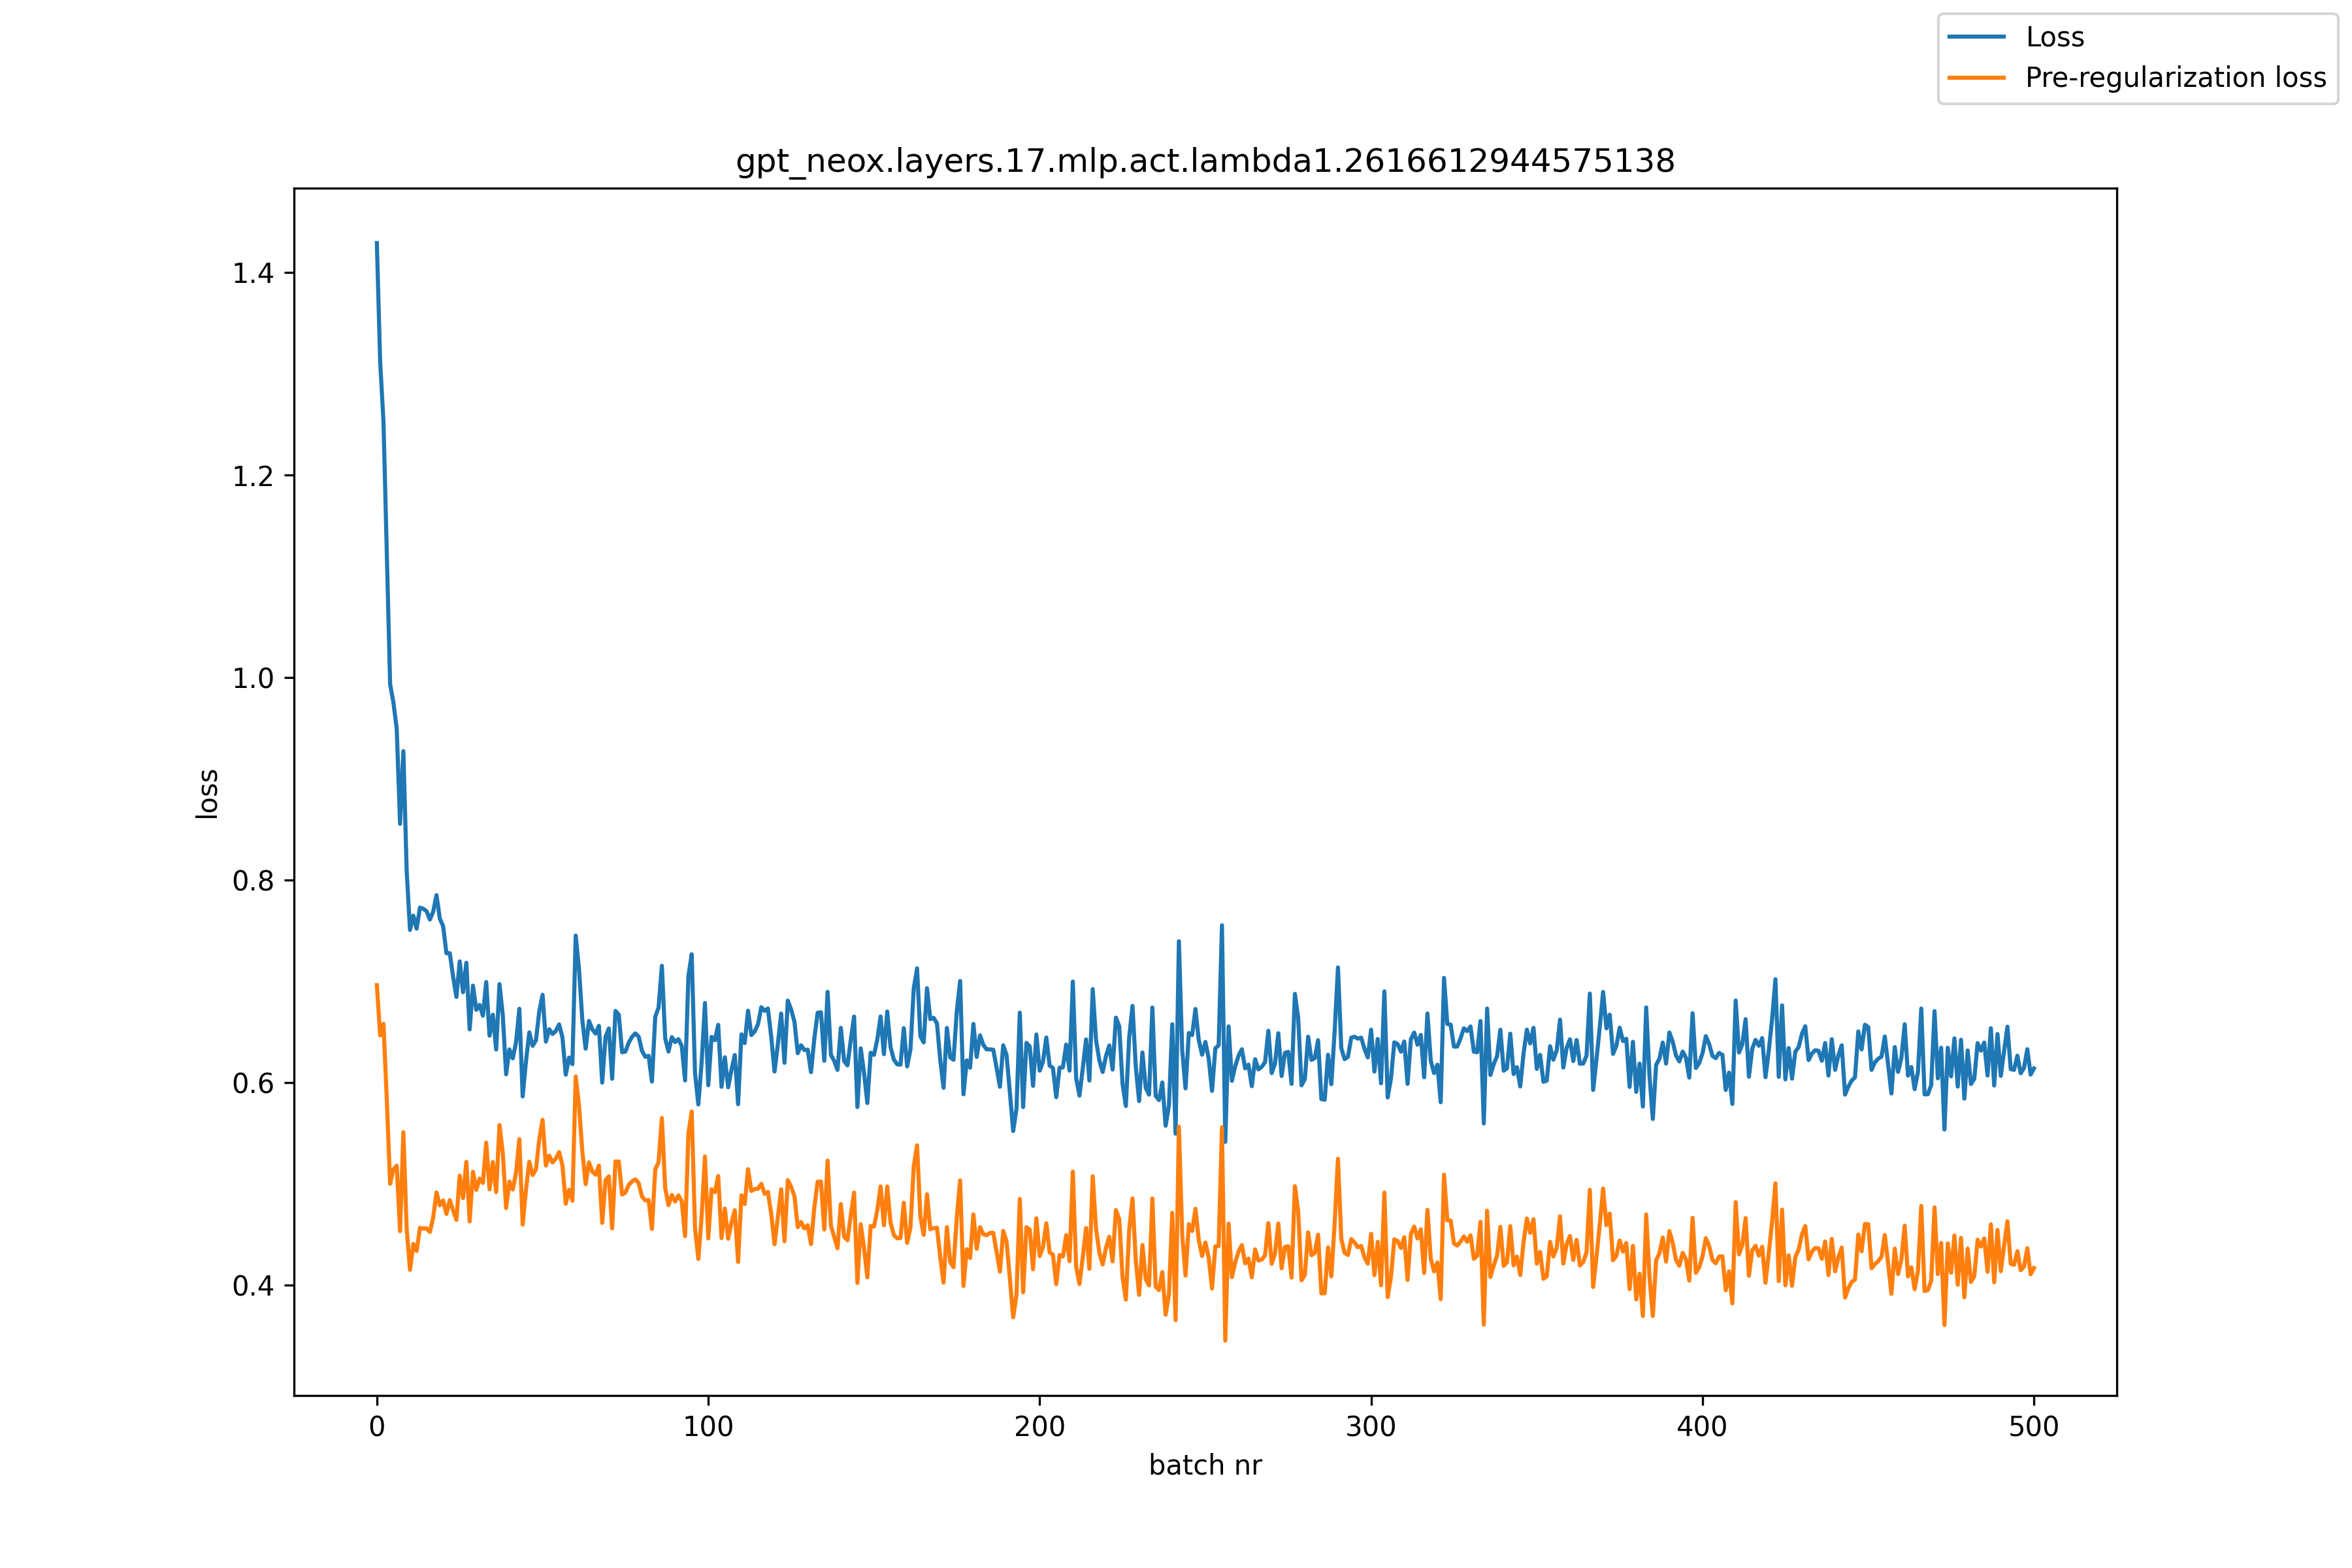 Loss
Pre-regularization loss
gpt_neox.layers.17.mlp.act.lambda1.2616612944575138
1.4
1.2
1.0
0.8
0.6
0.4
loss
0 100 200 300 400 500
batch nr